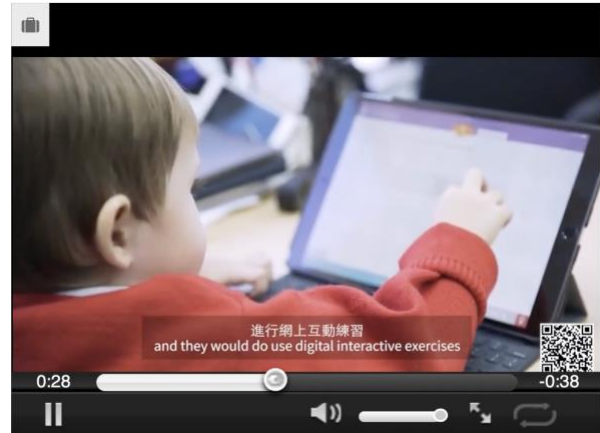 進行網上互動練習
and they would do use digital interactive exercises
0:28
-0:38